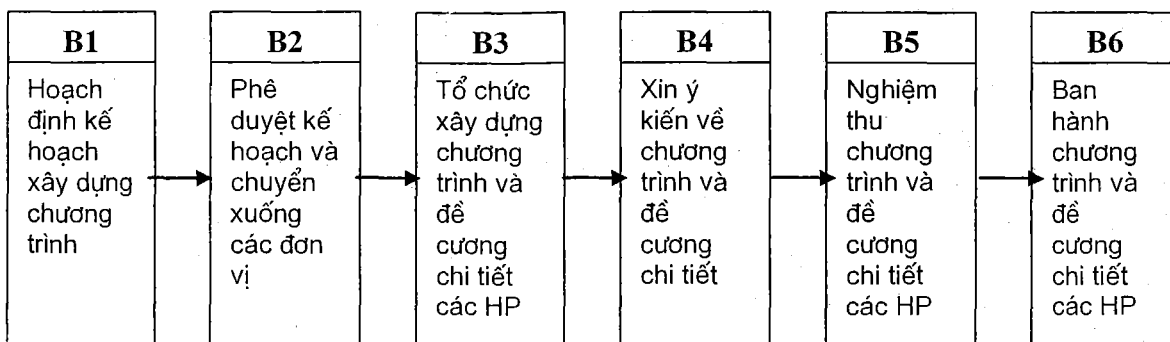 B1
Hoạch
định kế
hoạch
xây dựng
chương
trình
B2
Phê
duyệt kế
hoạch và
chuyển
xuống
các đơn
vị
B3
Tổ chức
xây dựng
chương
trình và
đề
cương
chi tiết
các HP
B4
Xin ý
kiến về
chương
trình và
đề
cương
chi tiết
B5
Nghiệm
thu
chương
trình và
đề
cương
chi tiết
các HP
B6
Ban
hành
chương
trình và
đề
cương
chi tiết
các HP